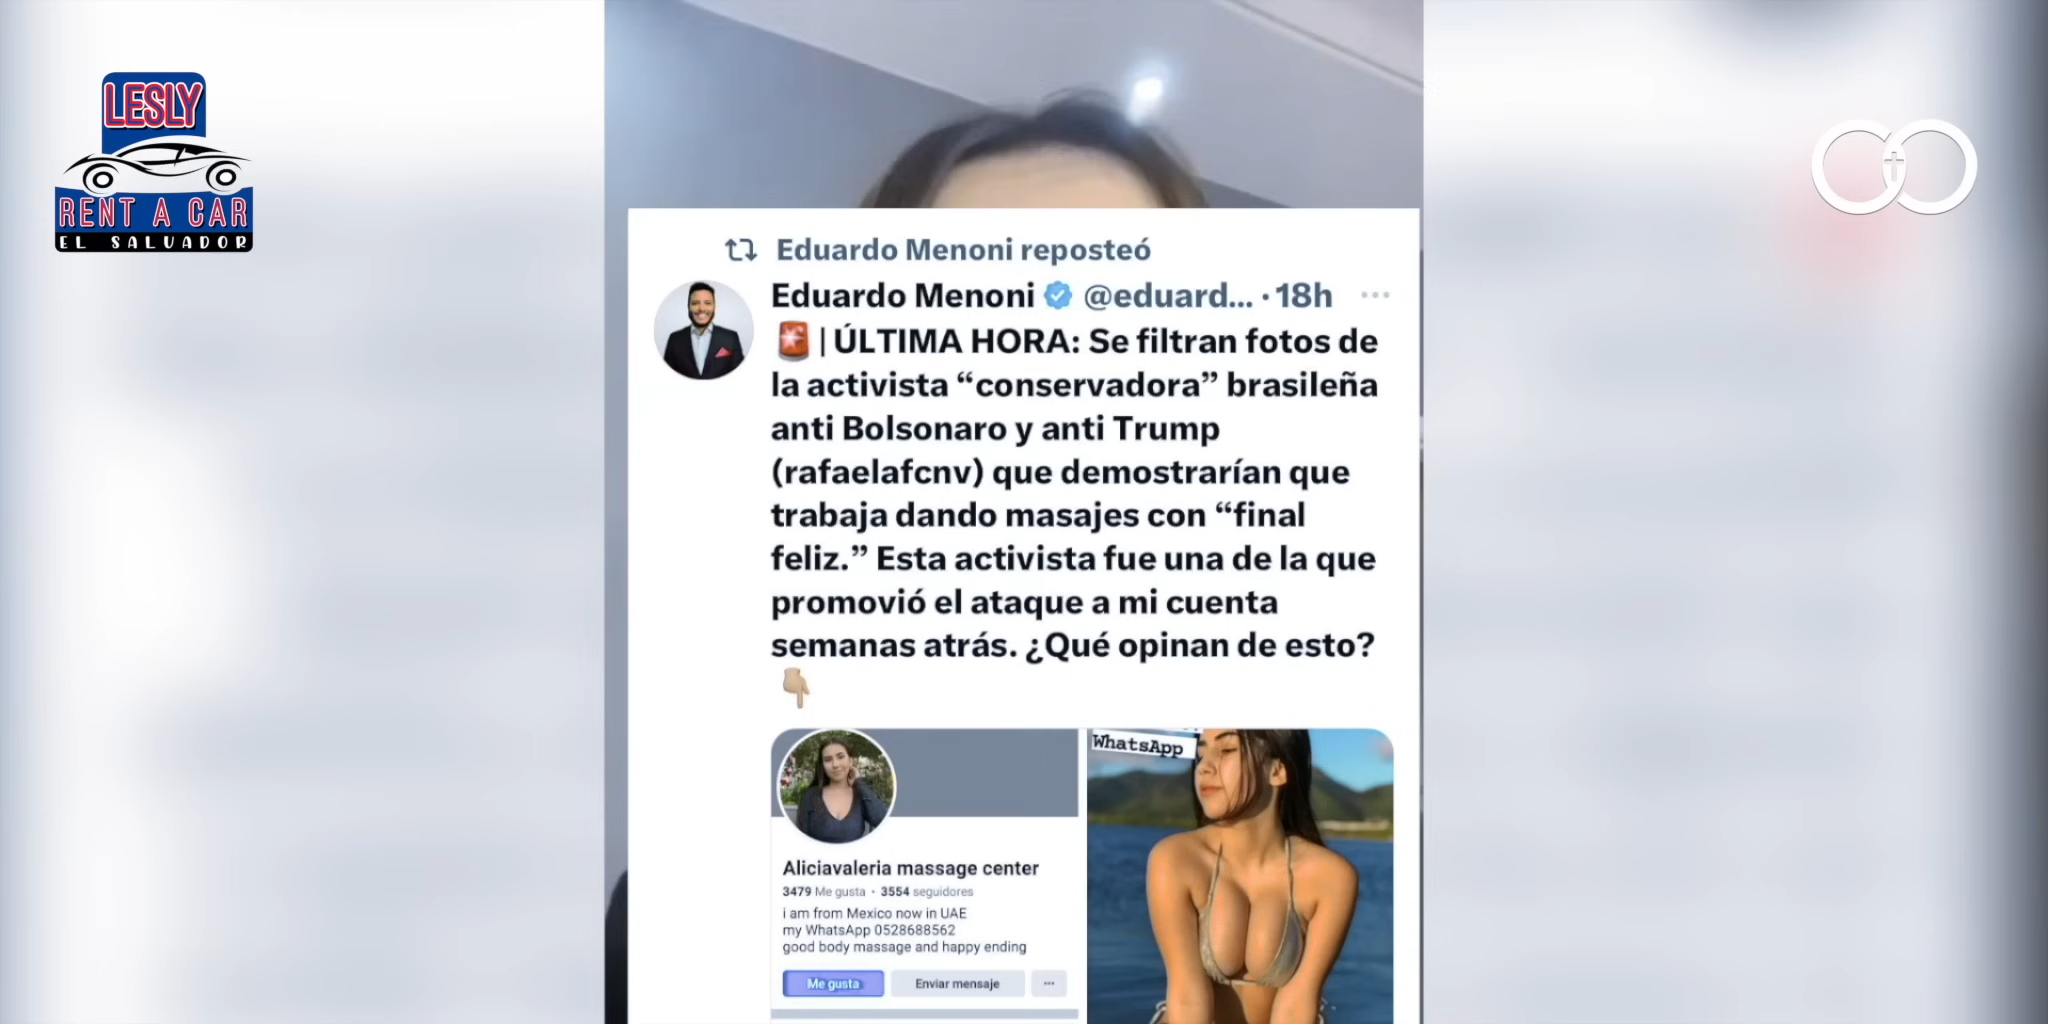 LESLY
RENT A CAR
EL SALVADOR
Eduardo Menoni reposteó
Eduardo Menoni @eduard... · 18h
| ÚLTIMA HORA: Se filtran fotos de
la activista “conservadora” brasileña
anti Bolsonaro y anti Trump
(rafaelafcnv) que demostrarían que
trabaja dando masajes con “final
feliz.” Esta activista fue una de la que
promovió el ataque a mi cuenta
semanas atrás. ¿Qué opinan de esto?
Aliciavaleria massage center
3479 Me gusta · 3554 seguidores
i am from Mexico now in UAE
my WhatsApp 0528688562
good body massage and happy ending
Me gusta
Enviar mensaje
WhatsApp